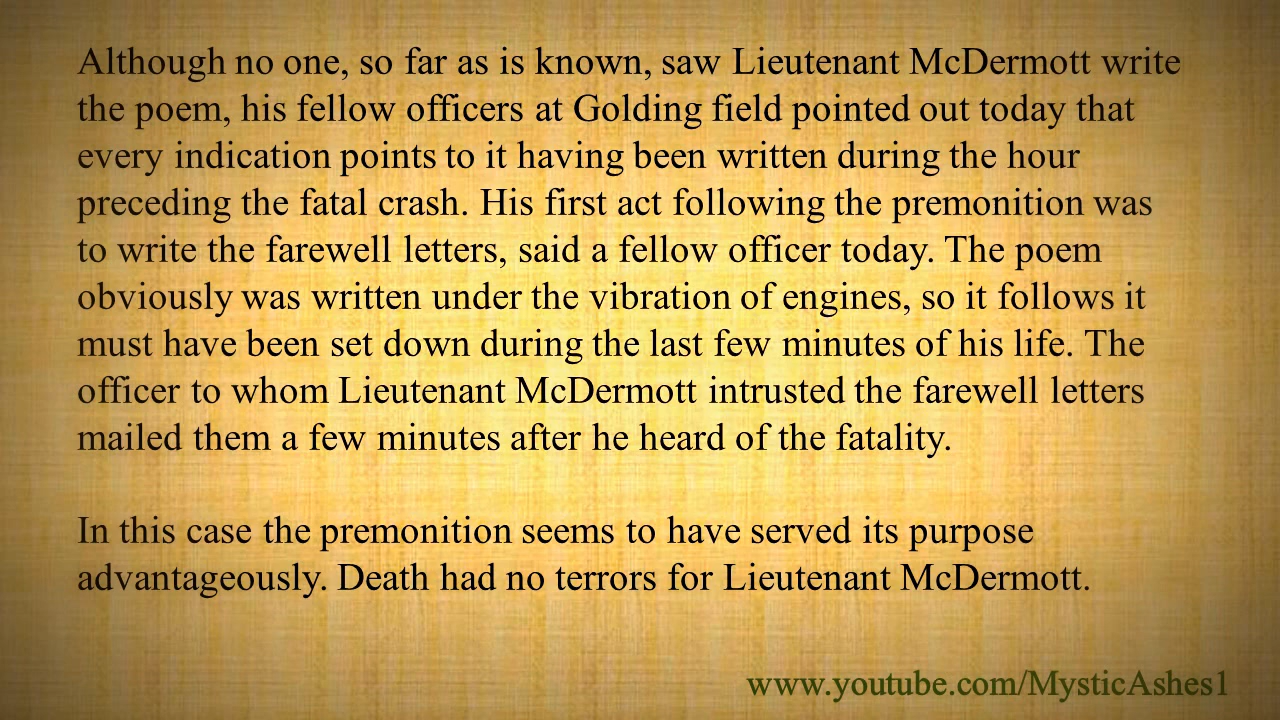 Although no one, so far as is known, saw Lieutenant McDermott write
the poem, his fellow officers at Golding field pointed out today that
every indication points to it having been written during the hour
preceding the fatal crash. His first act following the premonition was
to write the farewell letters, said a fellow officer today. The poem
obviously was written under the vibration of engines, so it follows it
must have been set down during the last few minutes of his life. The
officer to whom Lieutenant McDermott intrusted the farewell letters
mailed them a few minutes after he heard of the fatality.
In this case the premonition seems to have served its purpose
advantageously. Death had no terrors for Lieutenant McDermott.
www.youtube.com/MysticAshes1